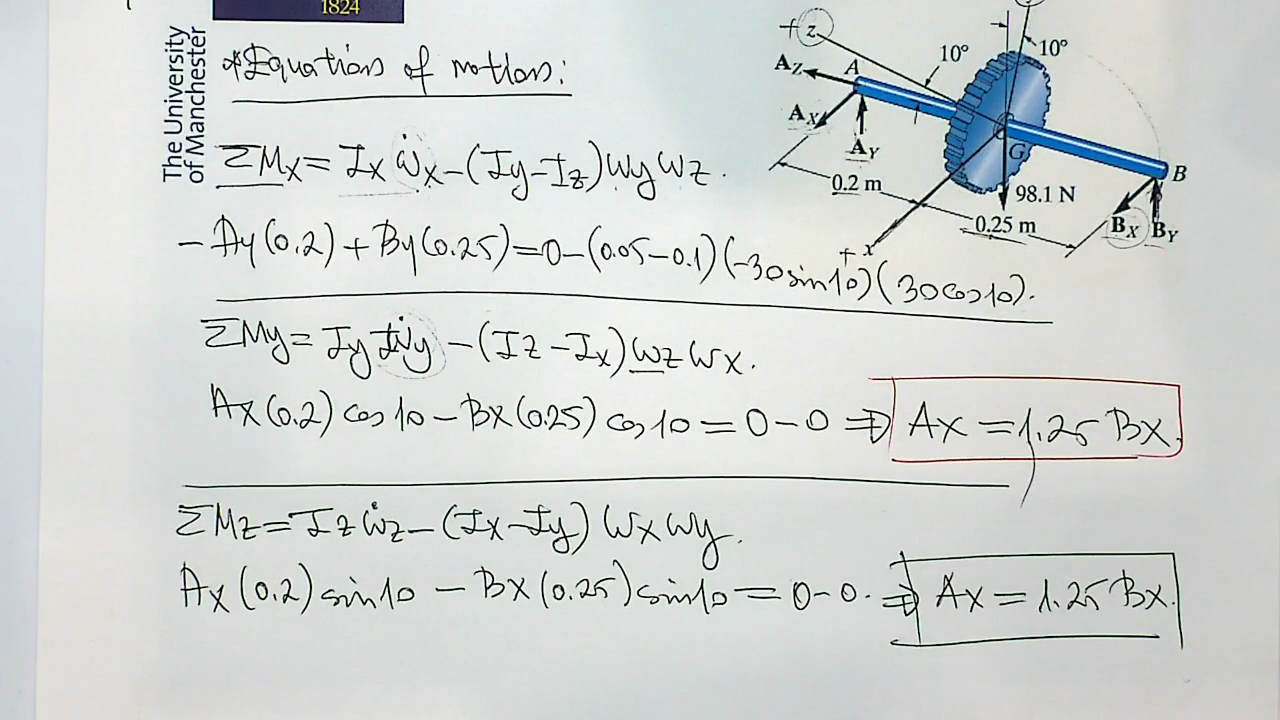 1824
The University
of Manchester
*Equations of motions:
ΣMx = Ix ω̇x - (Iy - Iz) ωy ωz.
-Ay(0.2) + By(0.25) = 0 - (0.05 - 0.1)(-30 sin 10)(30 cos 10).
ΣMy = Iy ω̇y - (Iz - Ix) ωz ωx.
Ax(0.2) cos 10 - Bx(0.25) cos 10 = 0 - 0 ⇒ Ax = 1.25 Bx.
ΣMz = Iz ω̇z - (Ix - Iy) ωx ωy.
Ax(0.2) sin 10 - Bx(0.25) sin 10 = 0 - 0. ⇒ Ax = 1.25 Bx.
+z
10°
10°
AZ
A
AX
AY
G
B
0.2 m
98.1 N
0.25 m
BX
BY
+x